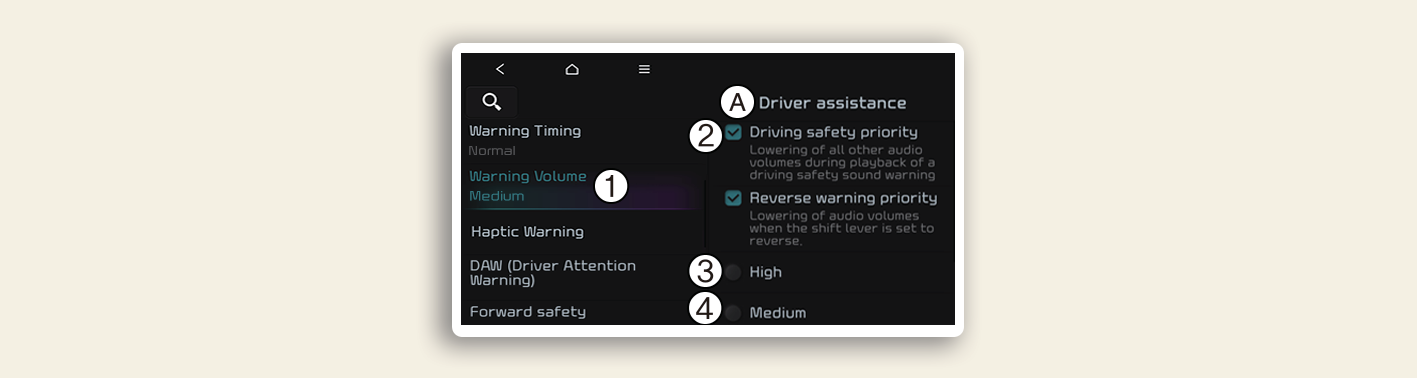 A Driver assistance
Warning Timing
Normal
Warning Volume
Medium
1
Haptic Warning
DAW (Driver Attention
Warning)
Forward safety
2 Driving safety priority
Lowering of all other audio
volumes during playback of a
driving safety sound warning
Reverse warning priority
Lowering of audio volumes
when the shift lever is set to
reverse.
3 High
4 Medium